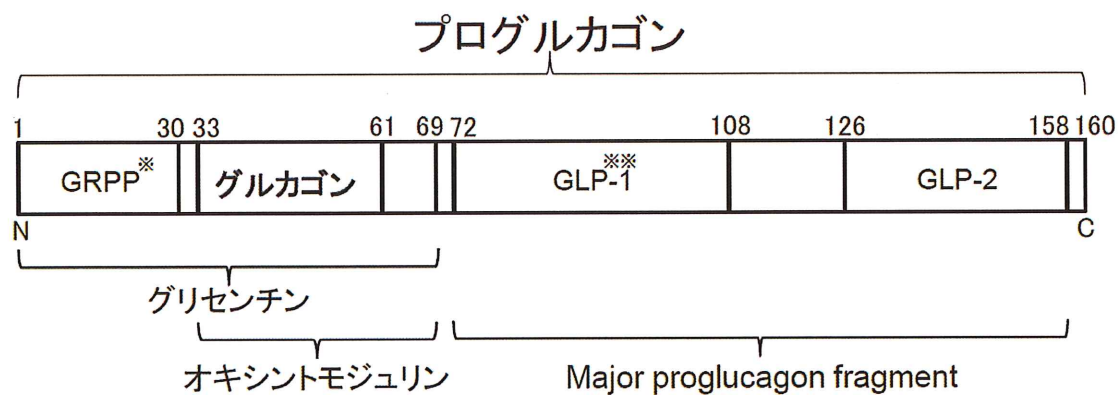 プログルカゴン
1 30 33 61 69 72 108 126 158 160
GRPP※ グルカゴン GLP-1※※ GLP-2
N C
グリセンチン
オキシントモジュリン Major proglucagon fragment